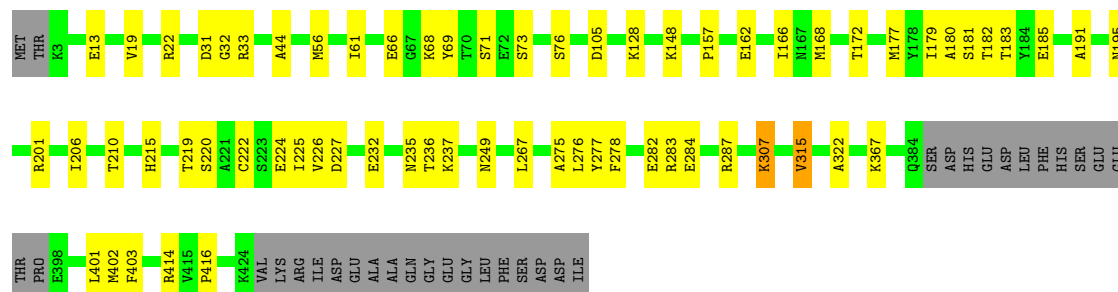 MET THR K3 E13 V19 R22 D31 G32 R33 A44 M56 I61 E66 G67 K68 Y69 T70 S71 E72 S73 S76 D105 K128 K148 P157 E162 I166 N167 M168 T172 M177 Y178 I179 A180 S181 T182 T183 Y184 E185 A191 N195
R201 I206 T210 H215 T219 S220 A221 C222 S223 E224 I225 V226 D227 E232 N235 T236 K237 N249 L267 A275 L276 Y277 F278 E282 R283 E284 R287 K307 V315 A322 K367 Q384 SER ASP HIS GLU ASP LEU PHE HIS SER GLU GLU
THR PRO E398 L401 M402 F403 R414 V415 P416 K424 VAL LYS ARG ILE ASP GLU ALA ALA GLN GLY GLU GLY LEU PHE SER ASP ASP ILE